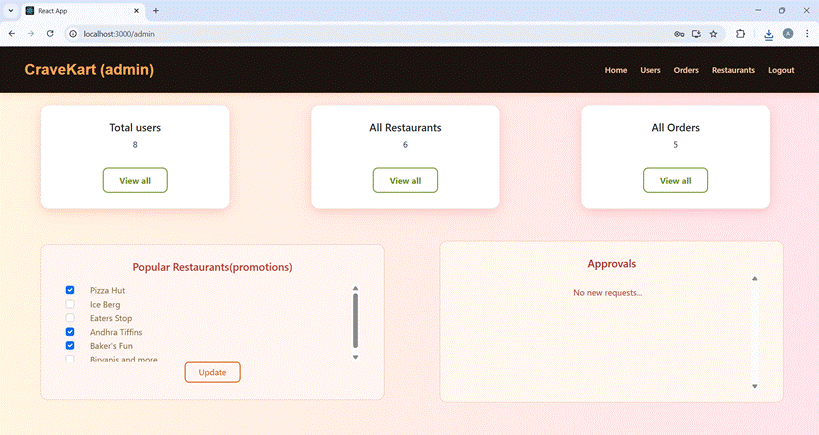 React App
localhost:3000/admin
A
CraveKart (admin)
Home Users Orders Restaurants Logout
Total users
8
View all
All Restaurants
6
View all
All Orders
5
View all
Popular Restaurants(promotions)
Pizza Hut
Ice Berg
Eaters Stop
Andhra Tiffins
Baker's Fun
Biryanis and more
Update
Approvals
No new requests...